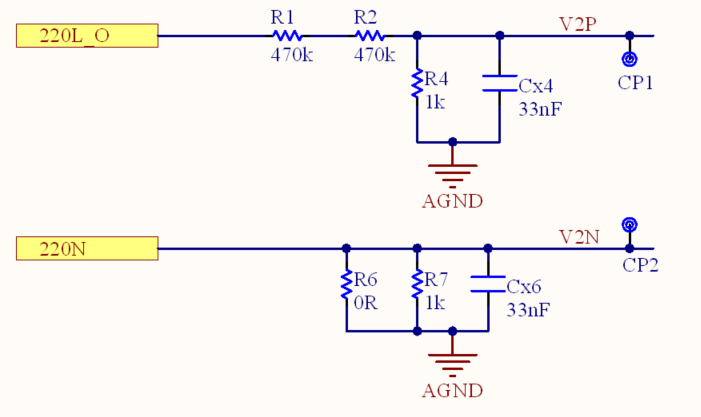 R1
R2
V2P
220L_O
470k
470k
R4
1k
Cx4
33nF
CP1
AGND
220N
V2N
CP2
R6
0R
R7
1k
Cx6
33nF
AGND